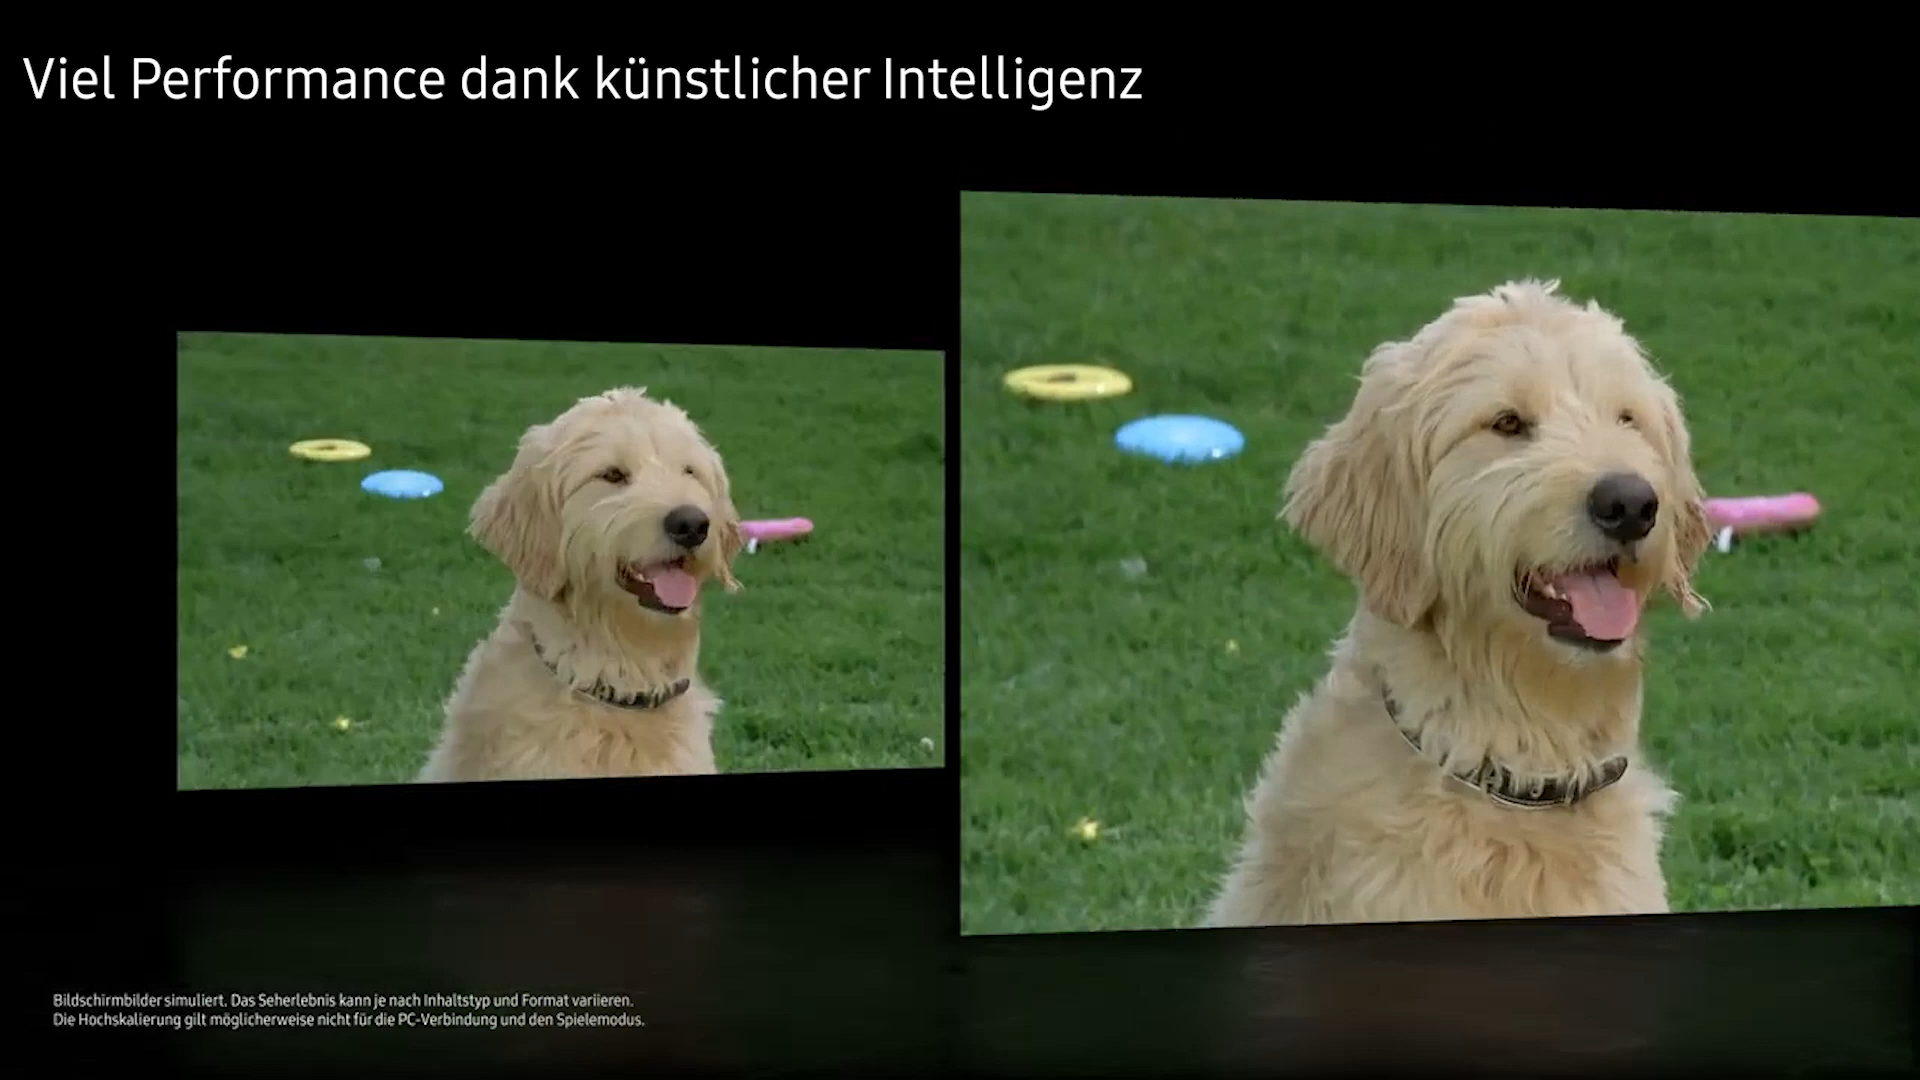 Viel Performance dank künstlicher Intelligenz
Bildschirmbilder simuliert. Das Seherlebnis kann je nach Inhaltstyp und Format variieren.
Die Hochskalierung gilt möglicherweise nicht für die PC-Verbindung und den Spielemodus.